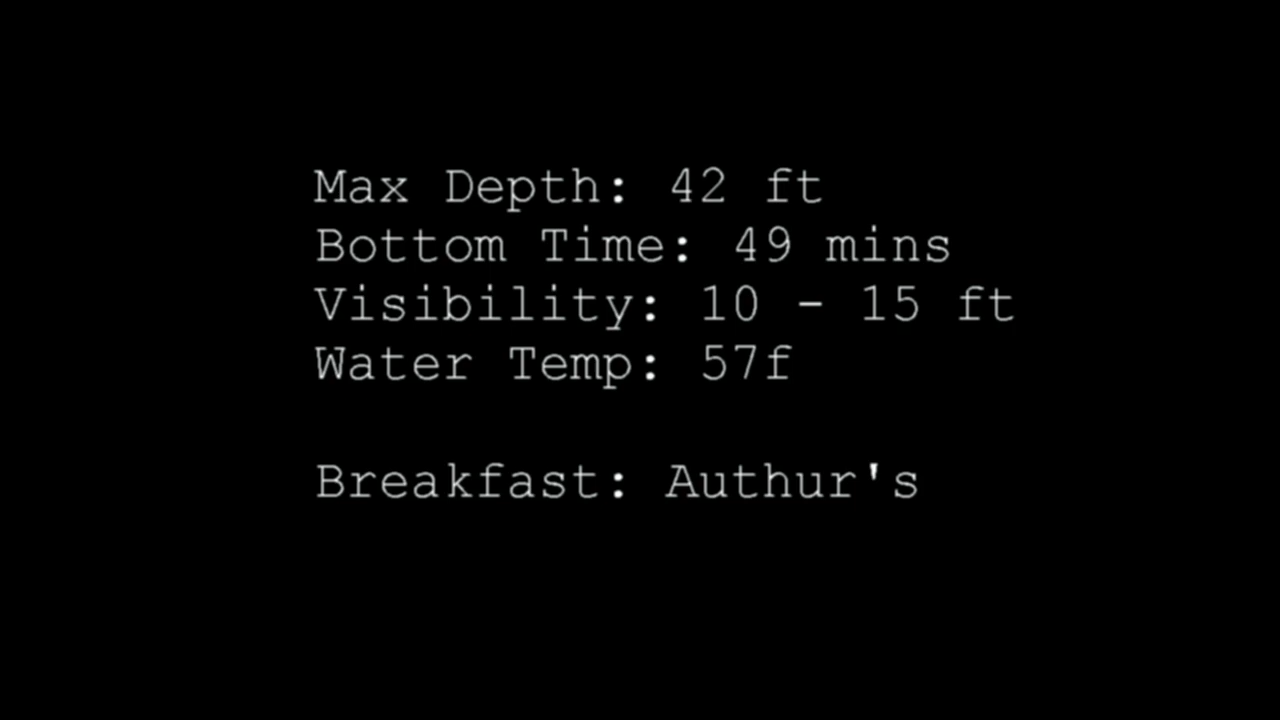 Max Depth: 42 ft
Bottom Time: 49 mins
Visibility: 10 - 15 ft
Water Temp: 57f
Breakfast: Authur's